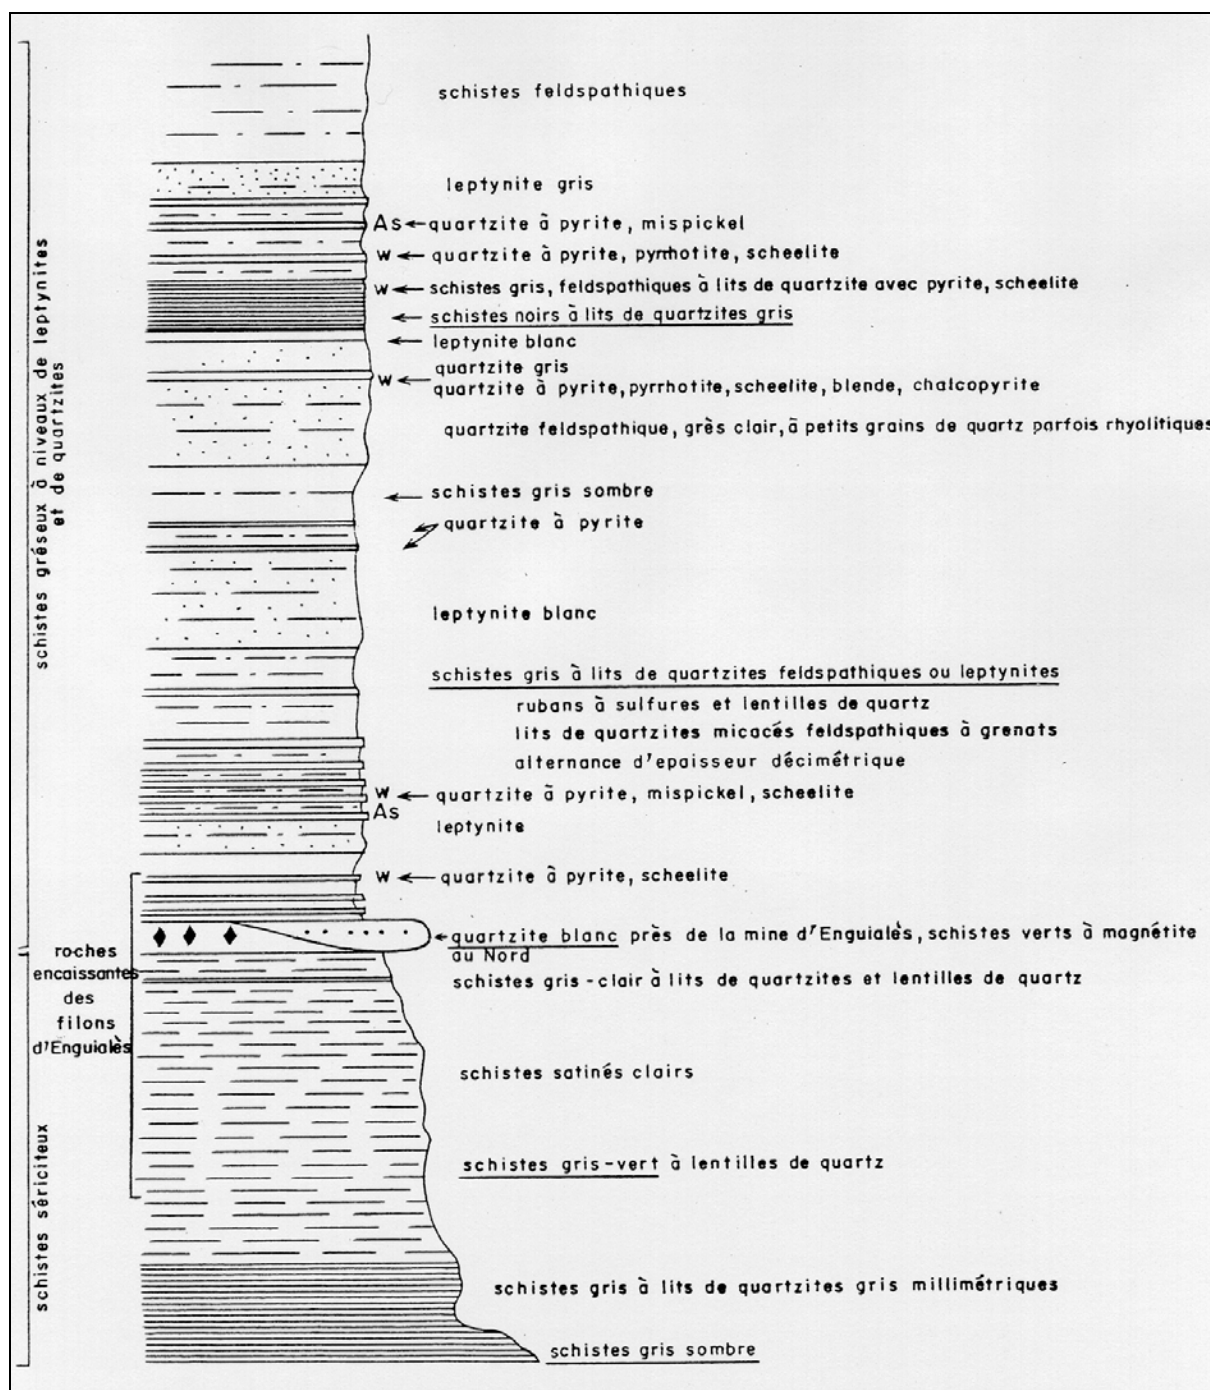 schistes feldspathiques
leptynite gris
As quartzite à pyrite, mispickel
W quartzite à pyrite, pyrrhotite, scheelite
W schistes gris, feldspathiques à lits de quartzite avec pyrite, scheelite
schistes noirs à lits de quartzites gris
leptynite blanc
quartzite gris
W quartzite à pyrite, pyrrhotite, scheelite, blende, chalcopyrite
quartzite feldspathique, grès clair, à petits grains de quartz parfois rhyolitiques
schistes gris sombre
quartzite à pyrite
leptynite blanc
schistes gris à lits de quartzites feldspathiques ou leptynites
rubans à sulfures et lentilles de quartz
lits de quartzites micacés feldspathiques à grenats
alternance d'epaisseur décimétrique
W quartzite à pyrite, mispickel, scheelite
As
leptynite
W quartzite à pyrite, scheelite
quartzite blanc près de la mine d'Enguialès, schistes verts à magnétite
au Nord
schistes gris-clair à lits de quartzites et lentilles de quartz
schistes satinés clairs
schistes gris-vert à lentilles de quartz
schistes gris à lits de quartzites gris millimétriques
schistes gris sombre
schistes gréseux à niveaux de leptynites
et de quartzites
roches
encaissantes
des
filons
d'Enguialès
schistes sériciteux